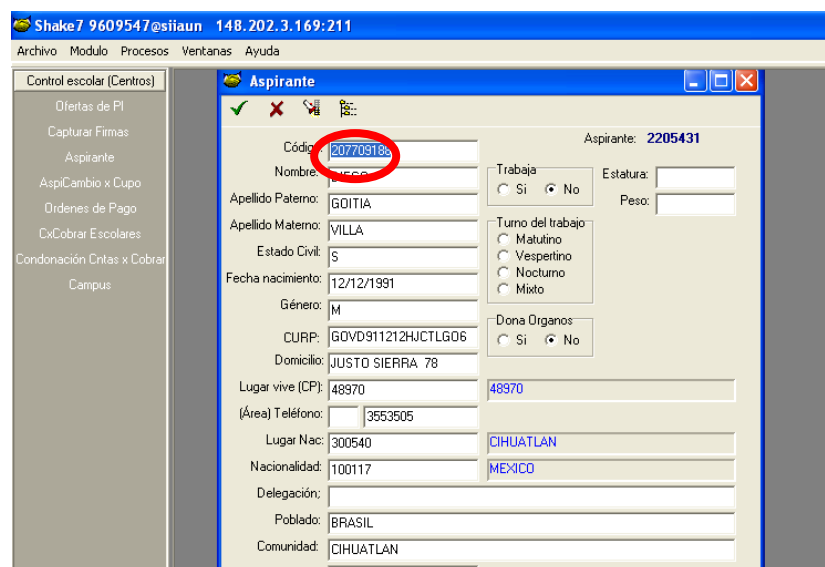 Shake7 9609547@siiaun 148.202.3.169:211
Archivo Modulo Procesos Ventanas Ayuda
Control escolar (Centros)
Ofertas de PI
Capturar Firmas
Aspirante
AspiCambio x Cupo
Ordenes de Pago
CxCobrar Escolares
Condonación Cntas x Cobrar
Campus
Aspirante
Aspirante: 2205431
Código: 207709188
Nombre: DIEGO
Apellido Paterno: GOITIA
Apellido Materno: VILLA
Estado Civil: S
Fecha nacimiento: 12/12/1991
Género: M
CURP: GOVD911212HJCTLG06
Domicilio: JUSTO SIERRA 78
Lugar vive (CP): 48970 48970
(Área) Teléfono: 3553505
Lugar Nac: 300540 CIHUATLAN
Nacionalidad: 100117 MEXICO
Delegación;
Poblado: BRASIL
Comunidad: CIHUATLAN
Trabaja
Si No
Estatura:
Peso:
Turno del trabajo
Matutino
Vespertino
Nocturno
Mixto
Dona Organos
Si No